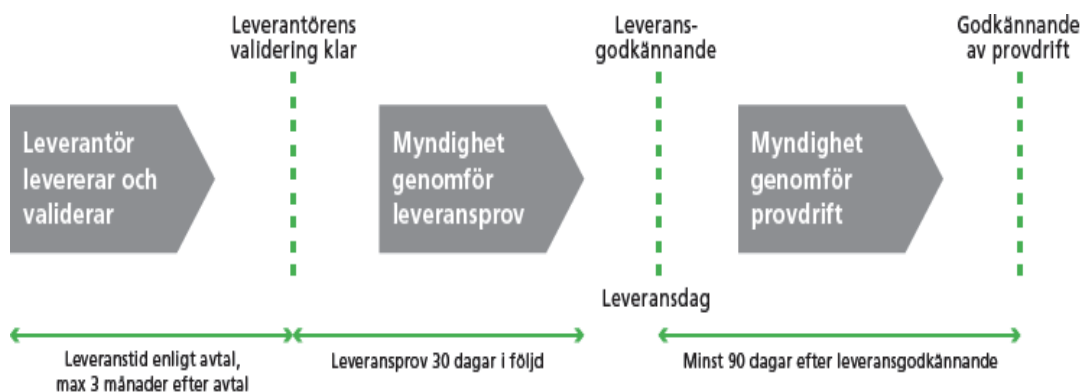 Leverantörens
validering klar
Leverans-
godkännande
Godkännande
av provdrift
Leverantör
levererar och
validerar
Myndighet
genomför
leveransprov
Myndighet
genomför
provdrift
Leveransdag
Leveranstid enligt avtal,
max 3 månader efter avtal
Leveransprov 30 dagar i följd
Minst 90 dagar efter leveransgodkännande